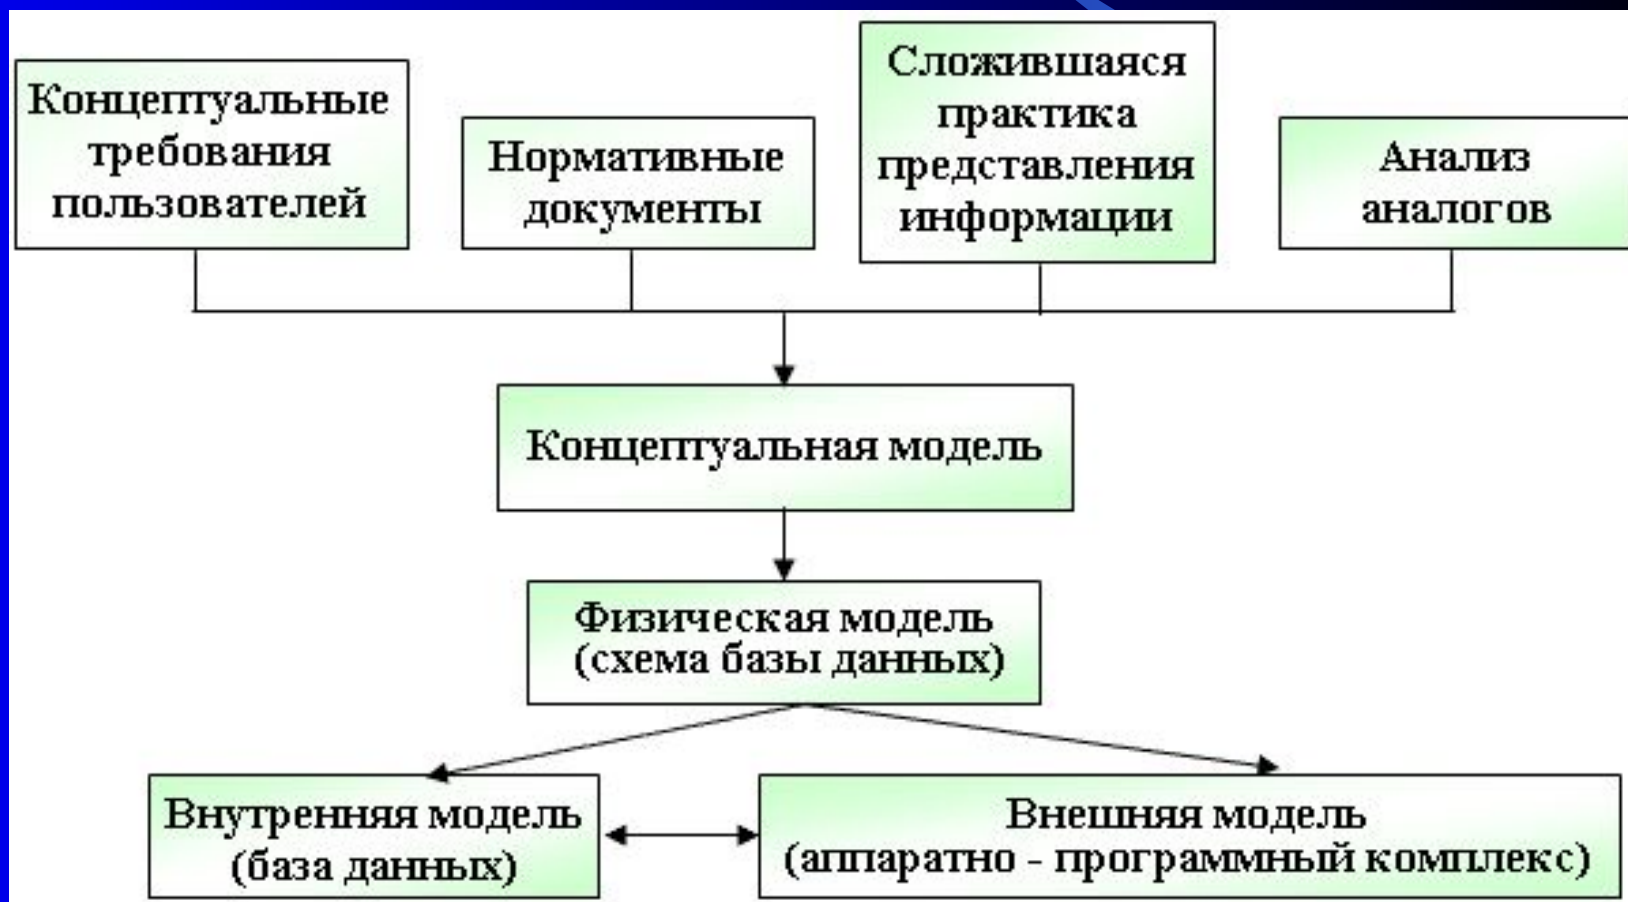 Концептуальные
требования
пользователей
Нормативные
документы
Сложившаяся
практика
представления
информации
Анализ
аналогов
Концептуальная модель
Физическая модель
(схема базы данных)
Внутренняя модель
(база данных)
Внешняя модель
(аппаратно - программный комплекс)